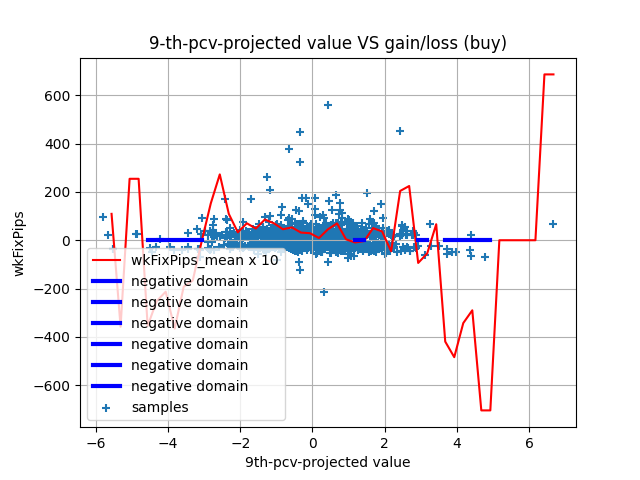 9-th-pcv-projected value VS gain/loss (buy)
600
400
200
0
−200
−400
−600
wkFixPips
wkFixPips_mean x 10
negative domain
negative domain
negative domain
negative domain
negative domain
negative domain
samples
−6 −4 −2 0 2 4 6
9th-pcv-projected value